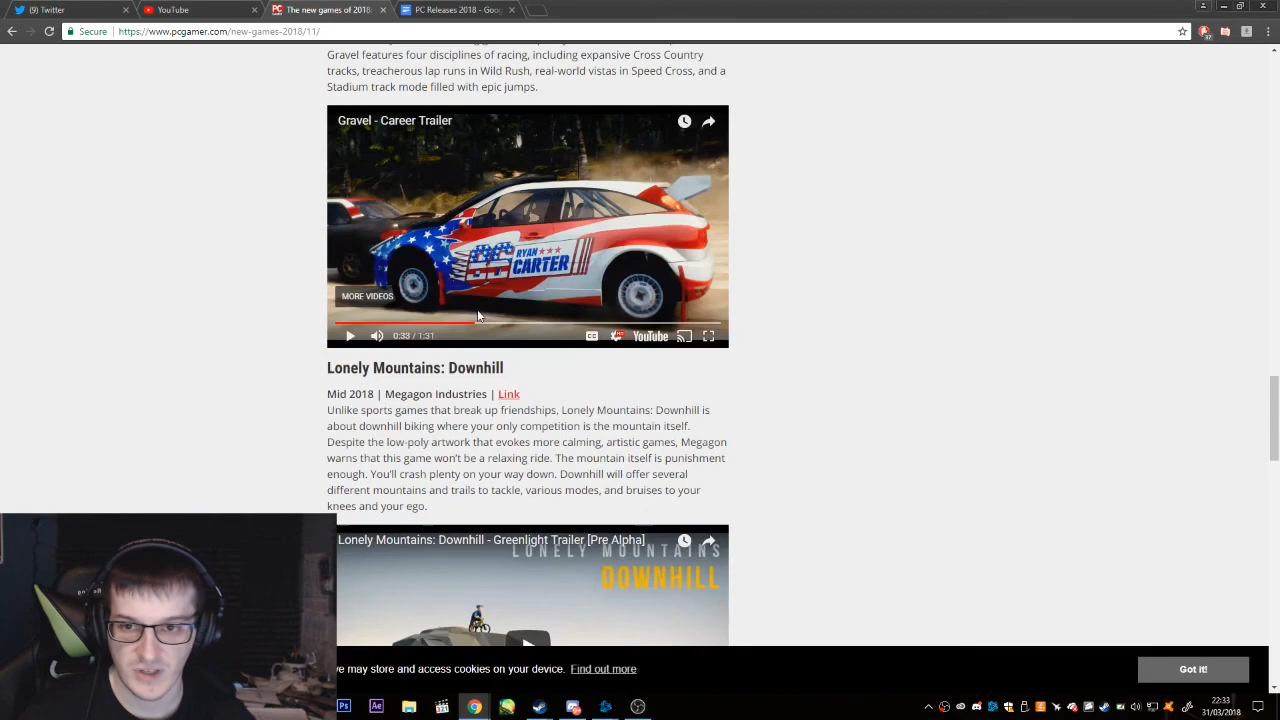 (9) Twitter
YouTube
The new games of 2018:
PC Releases 2018 - Goog
Secure
https://www.pcgamer.com/new-games-2018/11/
37
Gravel features four disciplines of racing, including expansive Cross Country
tracks, treacherous lap runs in Wild Rush, real-world vistas in Speed Cross, and a
Stadium track mode filled with epic jumps.
Gravel - Career Trailer
RYAN
CARTER
MORE VIDEOS
0:33 / 1:31
CC
HD
YouTube
Lonely Mountains: Downhill
Mid 2018 | Megagon Industries | Link
Unlike sports games that break up friendships, Lonely Mountains: Downhill is
about downhill biking where your only competition is the mountain itself.
Despite the low-poly artwork that evokes more calming, artistic games, Megagon
warns that this game won't be a relaxing ride. The mountain itself is punishment
enough. You'll crash plenty on your way down. Downhill will offer several
different mountains and trails to tackle, various modes, and bruises to your
knees and your ego.
Lonely Mountains: Downhill - Greenlight Trailer [Pre Alpha]
LONELY MOUNTAINS
DOWNHILL
we may store and access cookies on your device. Find out more
Got it!
Ps
Ae
22:33
31/03/2018